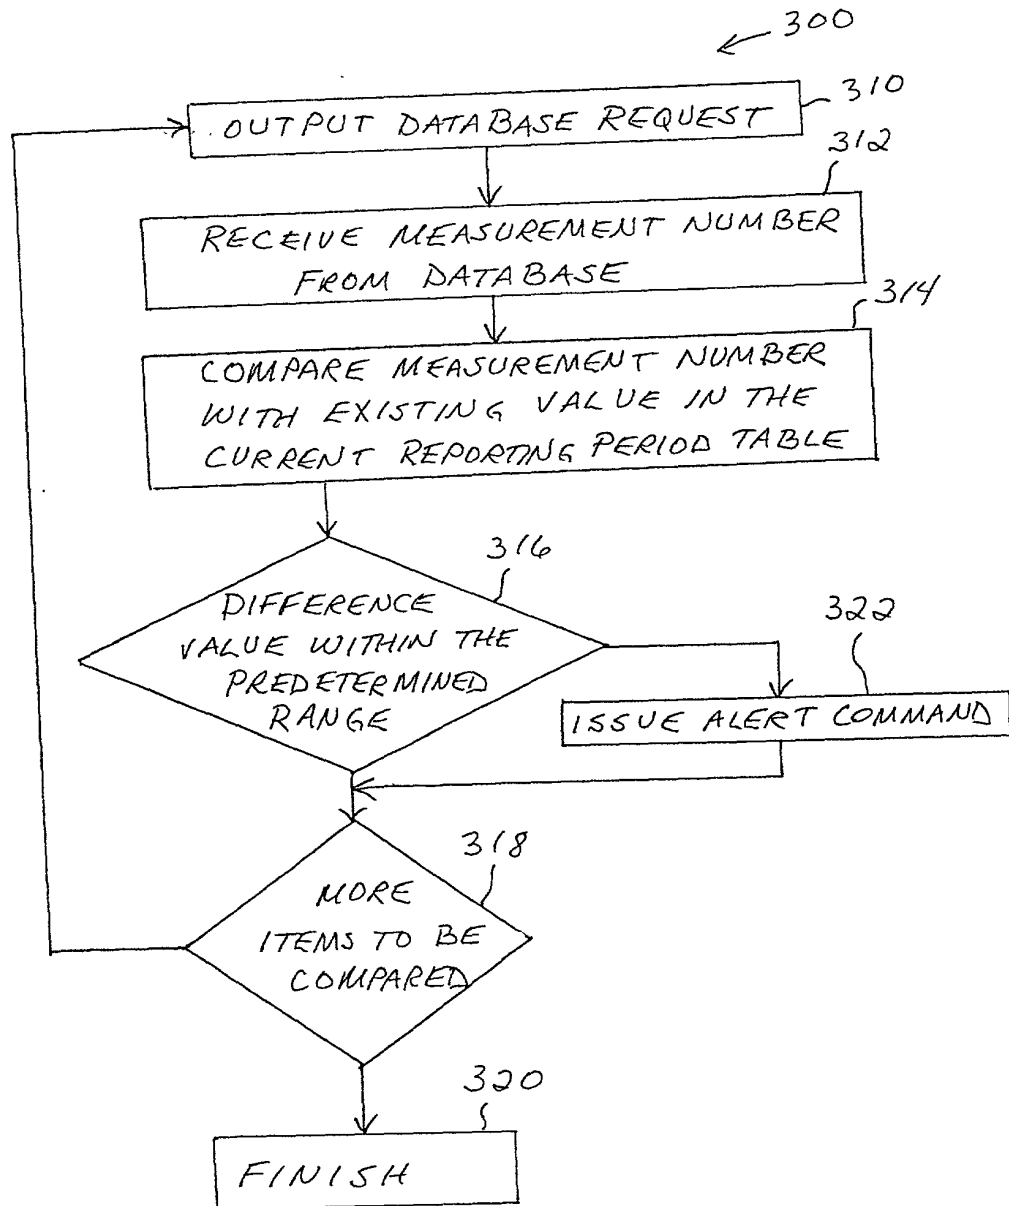 300
310
OUTPUT DATABASE REQUEST
312
RECEIVE MEASUREMENT NUMBER
FROM DATABASE
314
COMPARE MEASUREMENT NUMBER
WITH EXISTING VALUE IN THE
CURRENT REPORTING PERIOD TABLE
316
DIFFERENCE
VALUE WITHIN THE
PREDETERMINED
RANGE
322
ISSUE ALERT COMMAND
318
MORE
ITEMS TO BE
COMPARED
320
FINISH